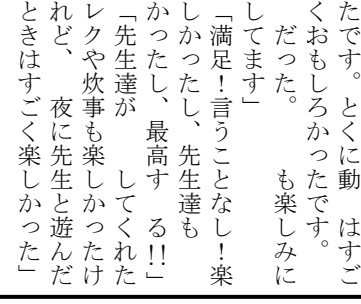 たです。とくに動　はすご
くおもしろかったです。
だった。　　も楽しみに
してます」
「満足！言うことなし！楽
しかったし、先生達も
かったし、最高す　る!!」
「先生達が　　してくれた
レクや炊事も楽しかったけ
れど、　夜に先生と遊んだ
ときはすごく楽しかった」